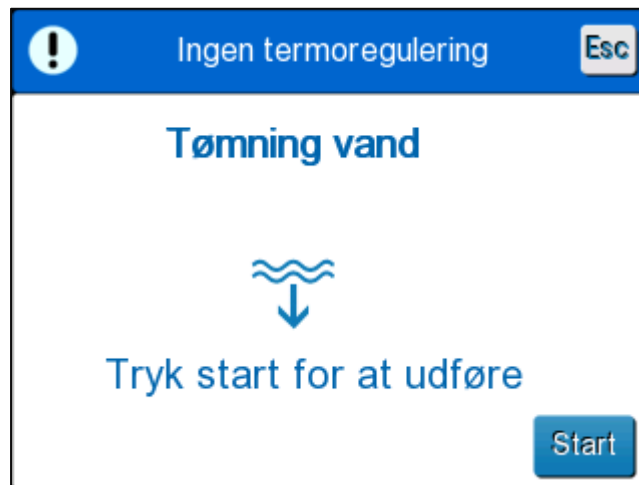 Ingen termoregulering Esc
Tømning vand
Tryk start for at udføre
Start